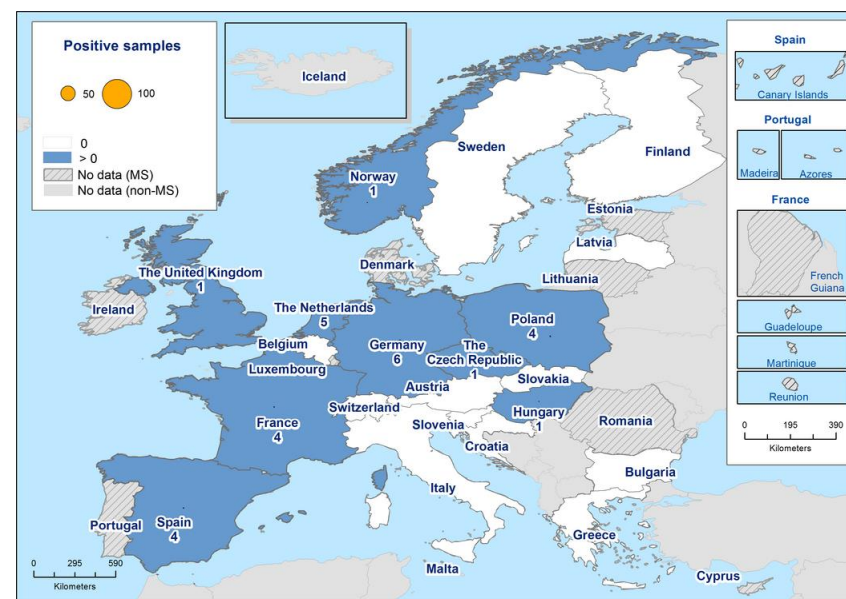 Positive samples
50
100
0
> 0
No data (MS)
No data (non-MS)
Iceland
Sweden
Finland
Norway
1
Estonia
Latvia
Denmark
Lithuania
The United Kingdom
1
Ireland
The Netherlands
5
Poland
4
Belgium
Germany
6
The
Czech Republic
1
Luxembourg
Slovakia
Austria
Switzerland
Hungary
1
France
4
Slovenia
Romania
Croatia
Bulgaria
Italy
Portugal
Spain
4
Greece
Malta
Cyprus
0
295
590
Kilometers
Spain
Canary Islands
Portugal
Madeira
Azores
France
French
Guiana
Guadeloupe
Martinique
Reunion
0
195
390
Kilometers